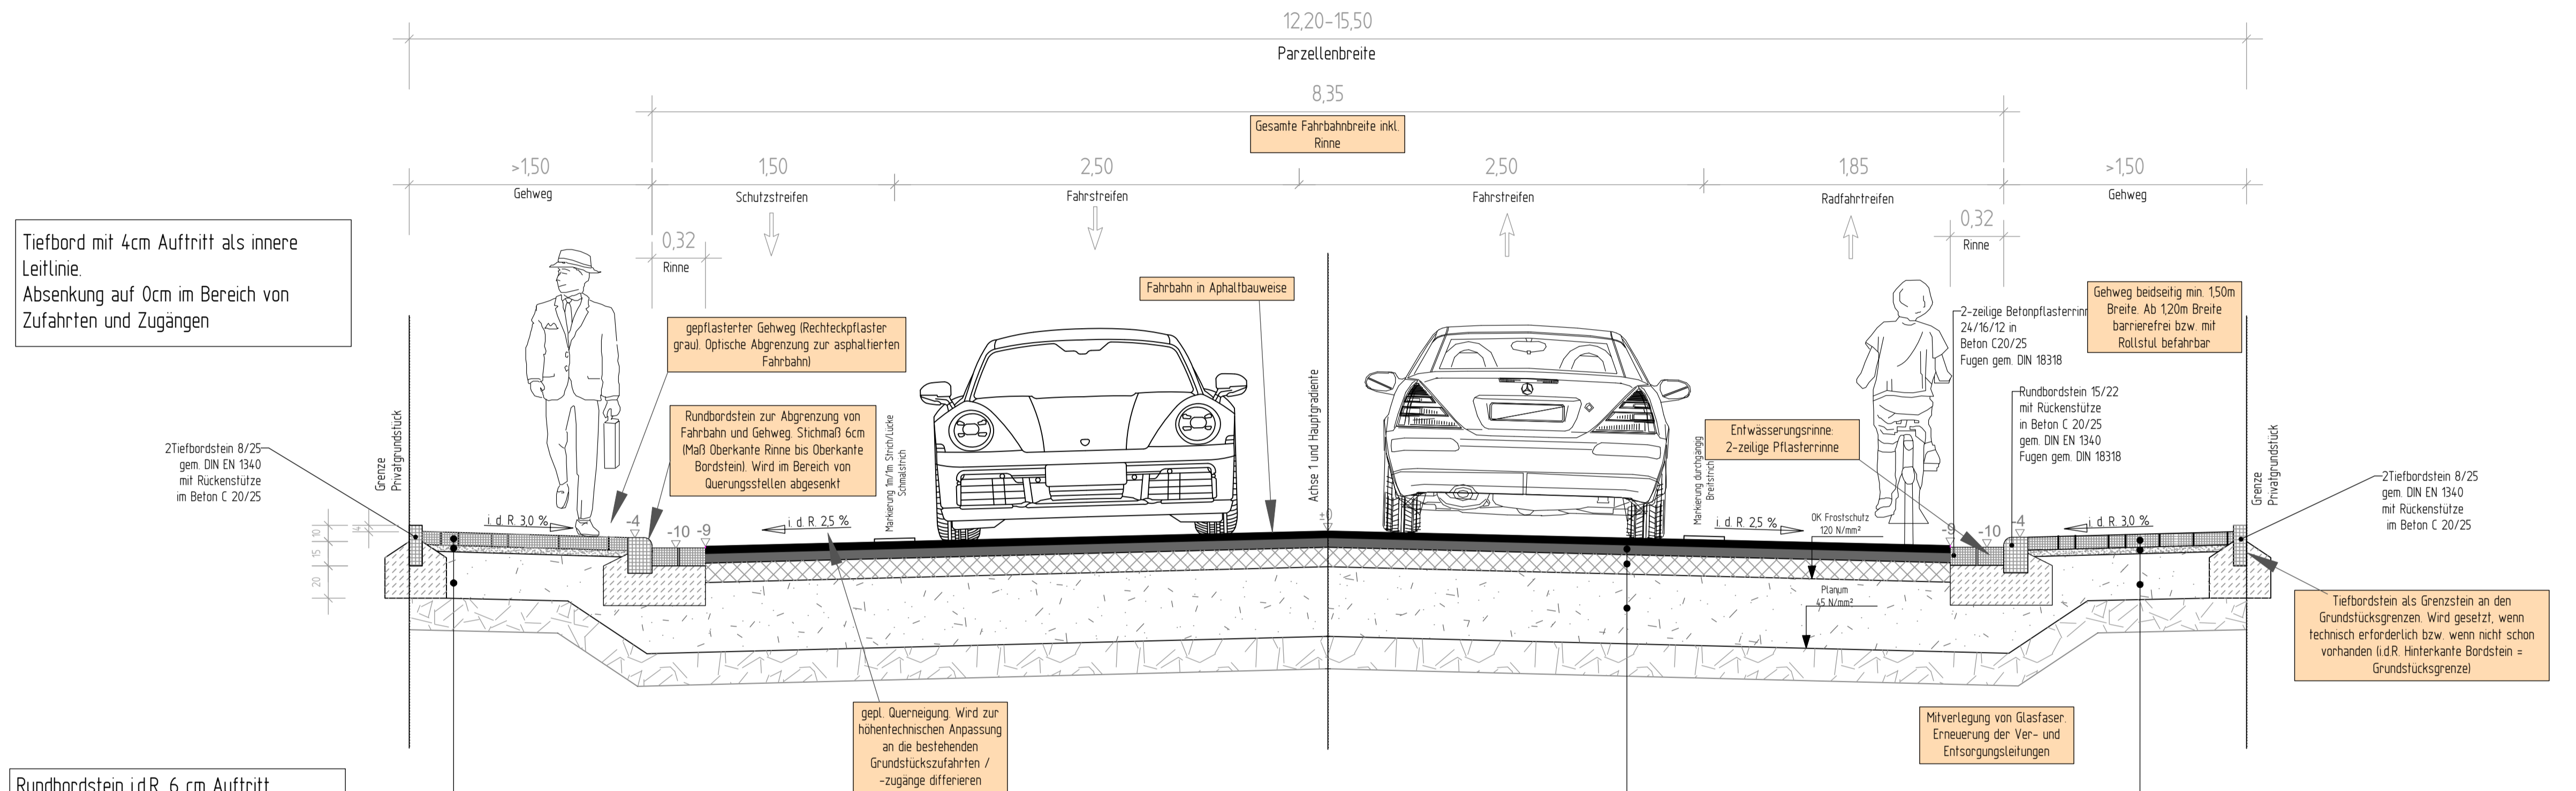 12,20-15,50
Parzellenbreite
8,35
Gesamte Fahrbahnbreite inkl.
Rinne
>1,50
Gehweg
1,50
Schutzstreifen
2,50
Fahrstreifen
2,50
Fahrstreifen
1,85
Radfahrtreifen
>1,50
Gehweg
0,32
Rinne
0,32
Rinne
Tiefbord mit 4cm Auftritt als innere
Leitlinie.
Absenkung auf 0cm im Bereich von
Zufahrten und Zugängen
Fahrbahn in Aphaltbauweise
gepflasterter Gehweg (Rechteckpflaster
grau). Optische Abgrenzung zur asphaltierten
Fahrbahn)
Rundbordstein zur Abgrenzung von
Fahrbahn und Gehweg. Stichmaß 6cm
(Maß Oberkante Rinne bis Oberkante
Bordstein). Wird im Bereich von
Querungsstellen abgesenkt
2-zeilige Betonpflasterrinn
24/16/12 in
Beton C20/25
Fugen gem. DIN 18318
Gehweg beidseitig min. 1,50m
Breite. Ab 1,20m Breite
barrierefrei bzw. mit
Rollstul befahrbar
Rundbordstein 15/22
mit Rückenstütze
in Beton C 20/25
gem. DIN EN 1340
Fugen gem. DIN 18318
Entwässerungsrinne:
2-zeilige Pflasterrinne
2Tiefbordstein 8/25
gem. DIN EN 1340
mit Rückenstütze
im Beton C 20/25
Grenze
Privatgrundstück
Markierung 1m/1m Strich/Lücke
Schmalstrich
Achse 1 und Hauptgradiente
Markierung durchgängig
Breitstrich
Grenze
Privatgrundstück
2Tiefbordstein 8/25
gem. DIN EN 1340
mit Rückenstütze
im Beton C 20/25
i. d. R. 3,0 %
-4
-10
-9
i. d. R. 2,5 %
±0
i. d. R. 2,5 %
OK Frostschutz
120 N/mm²
-9
-10
-4
i. d. R. 3,0 %
4
10
15
20
Planum
45 N/mm²
Tiefbordstein als Grenzstein an den
Grundstücksgrenzen. Wird gesetzt, wenn
technisch erforderlich bzw. wenn nicht schon
vorhanden (i.d.R. Hinterkante Bordstein =
Grundstücksgrenze)
gepl. Querneigung. Wird zur
höhentechnischen Anpassung
an die bestehenden
Grundstückszufahrten /
-zugänge differieren
Mitverlegung von Glasfaser.
Erneuerung der Ver- und
Entsorgungsleitungen
Rundbordstein i.d.R. 6 cm Auftritt